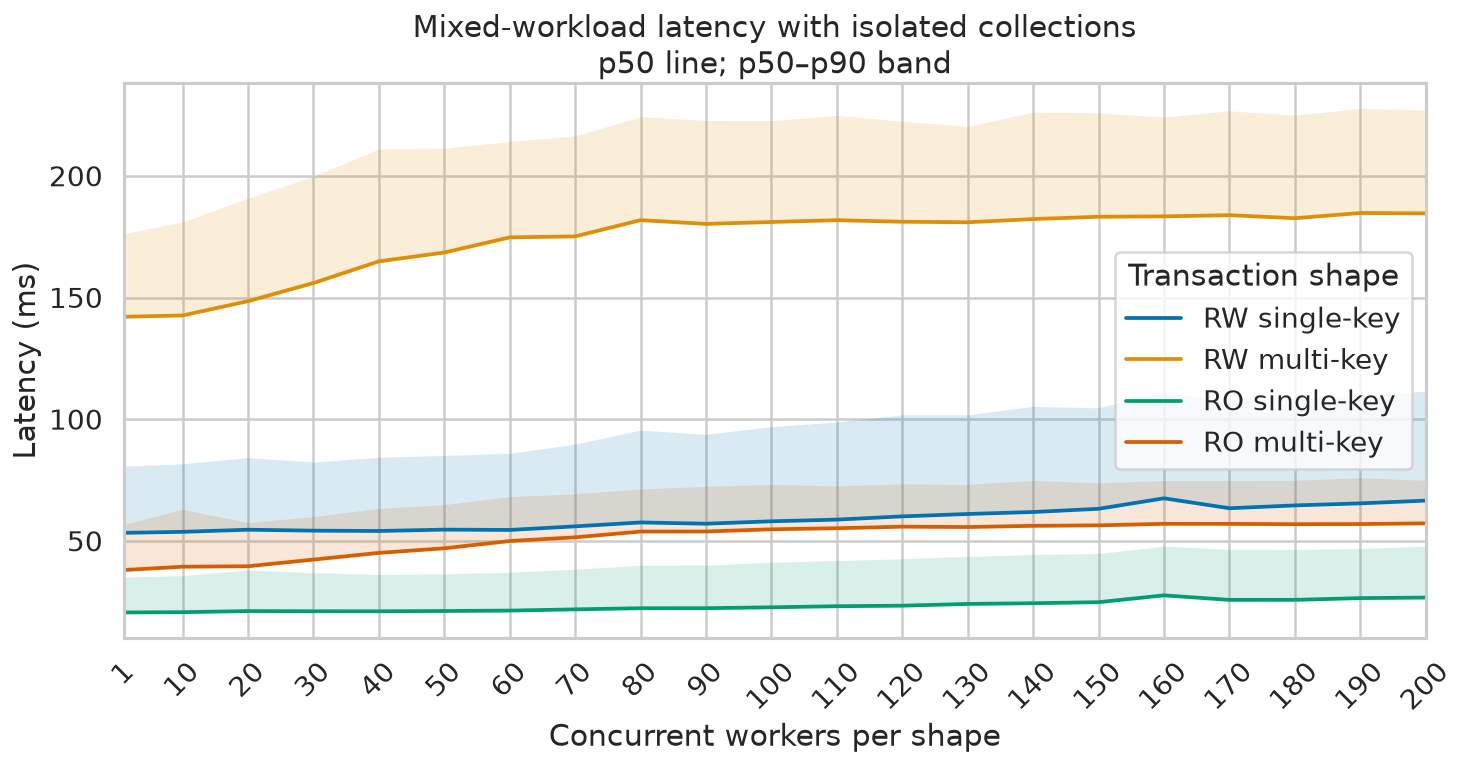 Mixed-workload latency with isolated collections
p50 line; p50–p90 band
Latency (ms)
200
150
100
50
Transaction shape
RW single-key
RW multi-key
RO single-key
RO multi-key
1 10 20 30 40 50 60 70 80 90 100 110 120 130 140 150 160 170 180 190 200
Concurrent workers per shape